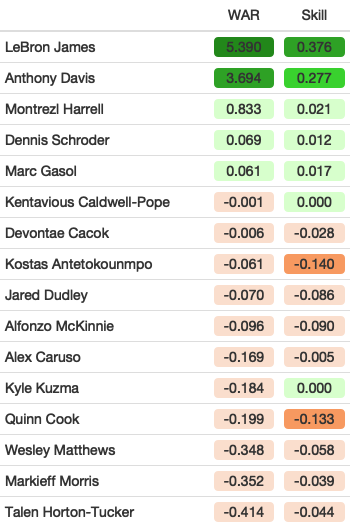 WAR Skill
LeBron James 5.390 0.376
Anthony Davis 3.694 0.277
Montrezl Harrell 0.833 0.021
Dennis Schroder 0.069 0.012
Marc Gasol 0.061 0.017
Kentavious Caldwell-Pope -0.001 0.000
Devontae Cacok -0.006 -0.028
Kostas Antetokounmpo -0.061 -0.140
Jared Dudley -0.070 -0.086
Alfonzo McKinnie -0.096 -0.090
Alex Caruso -0.169 -0.005
Kyle Kuzma -0.184 0.000
Quinn Cook -0.199 -0.133
Wesley Matthews -0.348 -0.058
Markieff Morris -0.352 -0.039
Talen Horton-Tucker -0.414 -0.044